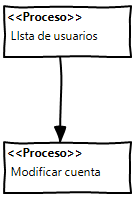 <<Proceso>>
LIsta de usuarios
<<Proceso>>
Modificar cuenta